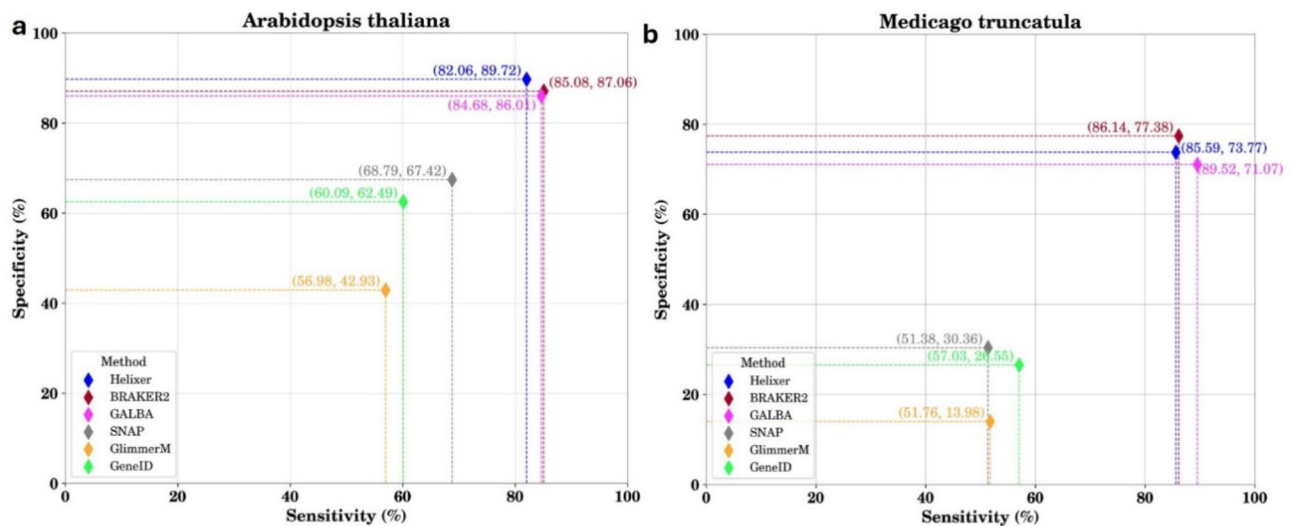 a
Arabidopsis thaliana
100
80
60
40
20
0
Specificity (%)
(82.06, 89.72)
(85.08, 87.06)
(84.68, 86.01)
(68.79, 67.42)
(60.09, 62.49)
(56.98, 42.93)
Method
Helixer
BRAKER2
GALBA
SNAP
GlimmerM
GeneID
0 20 40 60 80 100
Sensitivity (%)
b
Medicago truncatula
100
80
60
40
20
0
Specificity (%)
(86.14, 77.38)
(85.59, 73.77)
(89.52, 71.07)
(51.38, 30.36)
(57.03, 26.55)
(51.76, 13.98)
Method
Helixer
BRAKER2
GALBA
SNAP
GlimmerM
GeneID
0 20 40 60 80 100
Sensitivity (%)